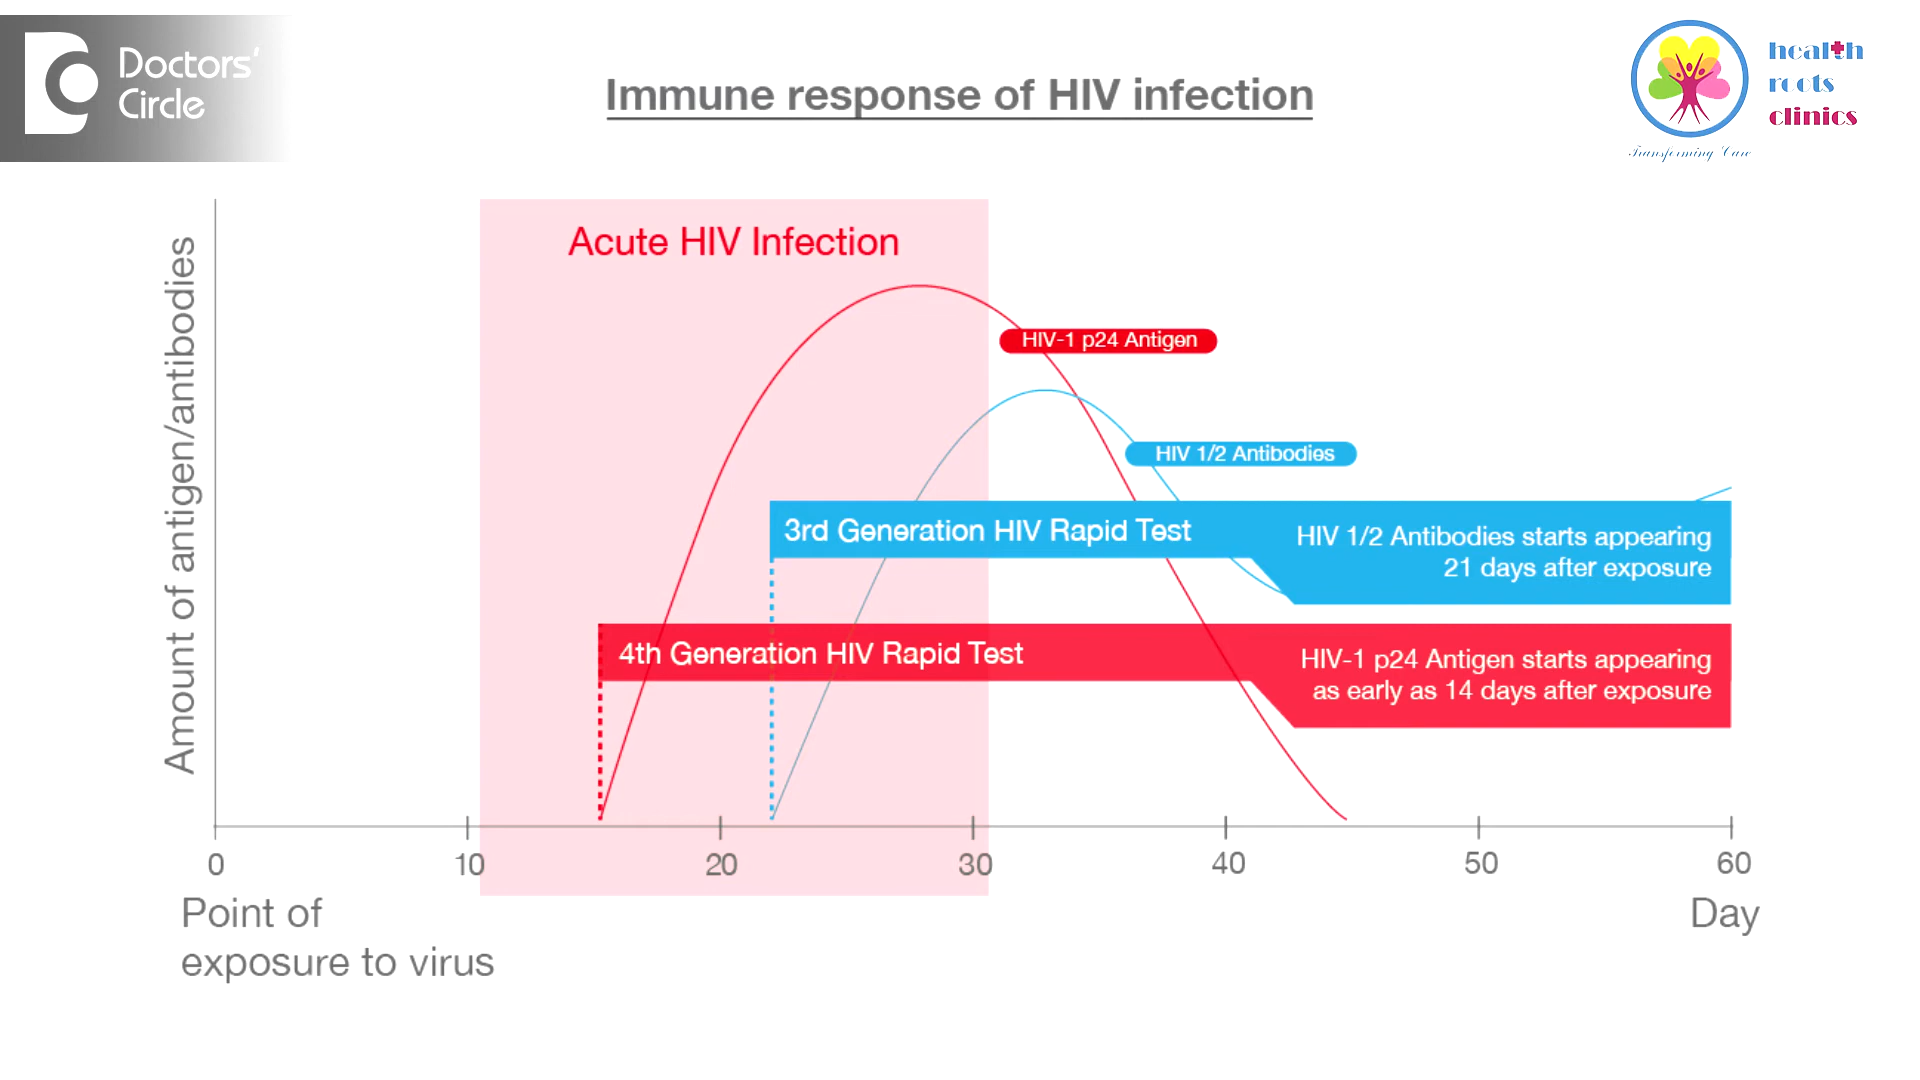 Doctors'
Circle
Immune response of HIV infection
health
roots
clinics
Transforming Care
Amount of antigen/antibodies
Acute HIV Infection
HIV-1 p24 Antigen
HIV 1/2 Antibodies
3rd Generation HIV Rapid Test
HIV 1/2 Antibodies starts appearing
21 days after exposure
4th Generation HIV Rapid Test
HIV-1 p24 Antigen starts appearing
as early as 14 days after exposure
0 10 20 30 40 50 60
Point of
exposure to virus
Day